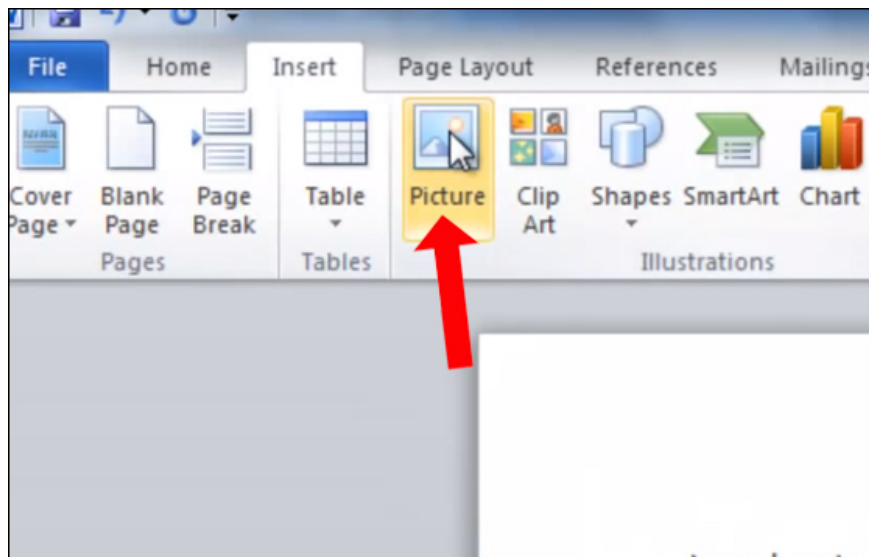 File Home Insert Page Layout References Mailings
Cover Blank Page Table Picture Clip Shapes SmartArt Chart
Page Page Break Art
Pages Tables Illustrations